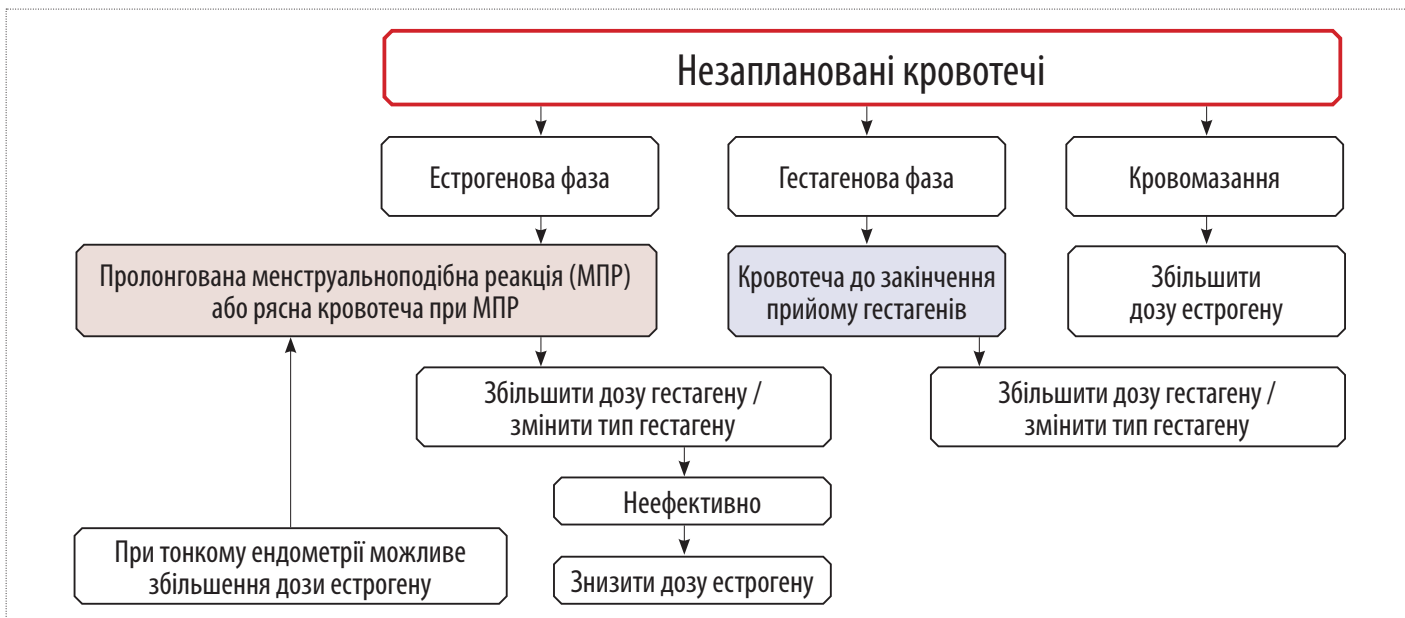 Незаплановані кровотечі
Естрогенова фаза
Гестагенова фаза
Кровомазання
Пролонгована менструальноподібна реакція (МПР)
або рясна кровотеча при МПР
Кровотеча до закінчення
прийому гестагенів
Збільшити
дозу естрогену
Збільшити дозу гестагену /
змінити тип гестагену
Збільшити дозу гестагену /
змінити тип гестагену
Неефективно
При тонкому ендометрії можливе
збільшення дози естрогену
Знизити дозу естрогену